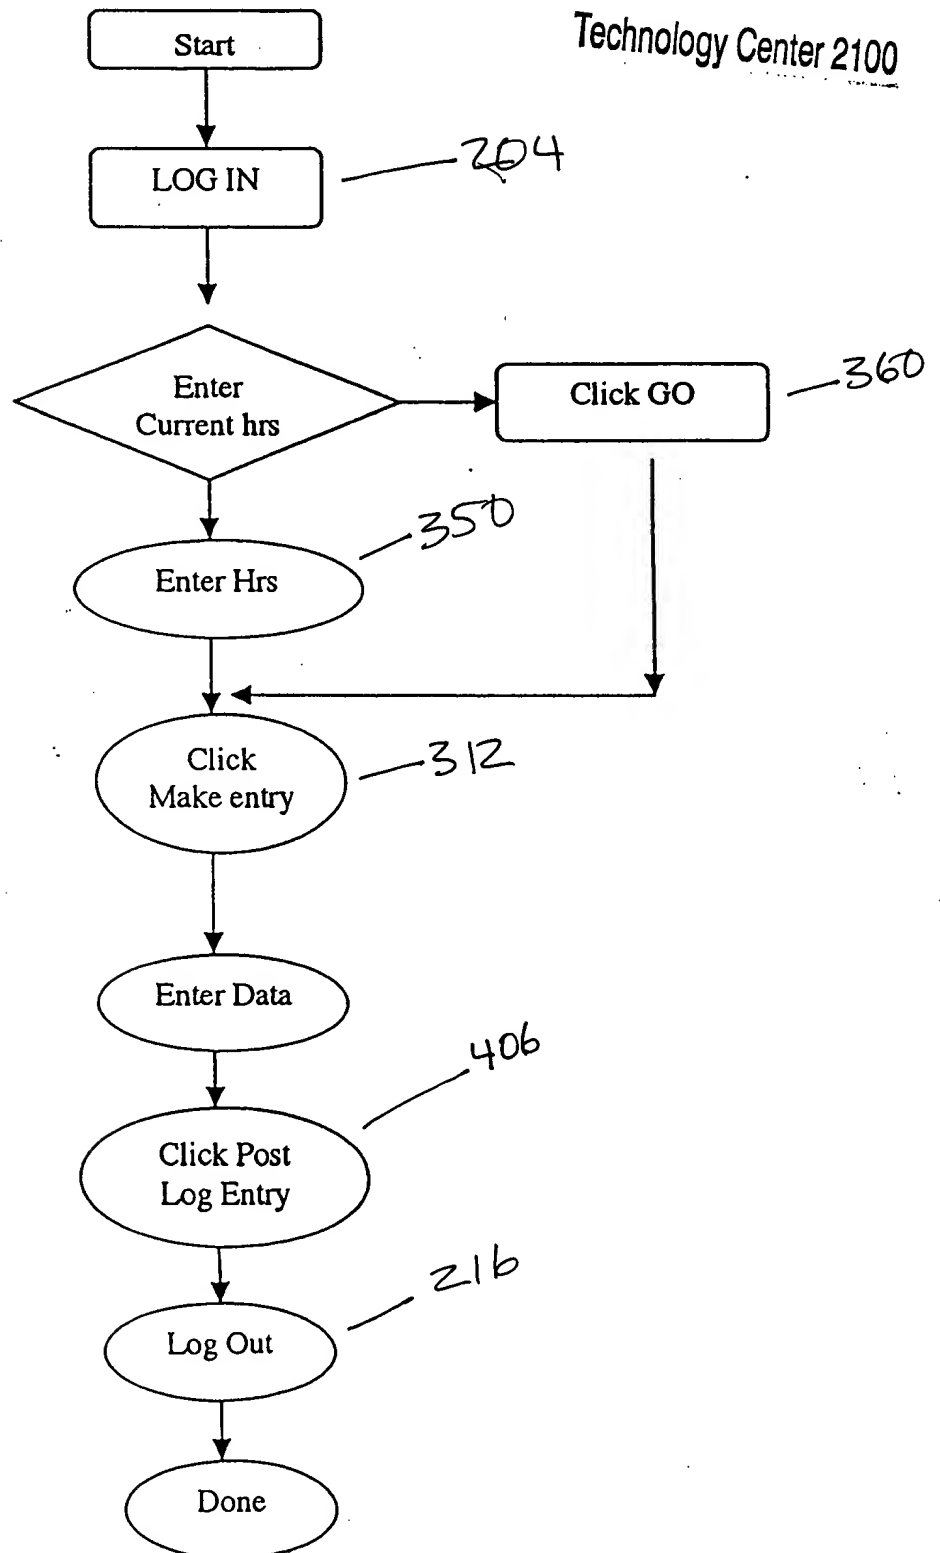 Technology Center 2100
Start
LOG IN
204
Enter
Current hrs
Click GO
360
350
Enter Hrs
Click
Make entry
312
Enter Data
406
Click Post
Log Entry
216
Log Out
Done